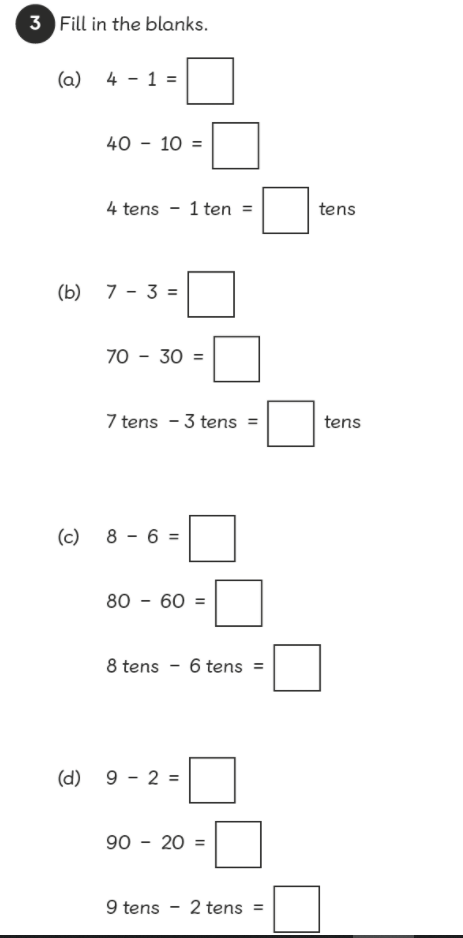 3 Fill in the blanks.
(a) 4 – 1 =
40 – 10 =
4 tens – 1 ten = tens
(b) 7 – 3 =
70 – 30 =
7 tens – 3 tens = tens
(c) 8 – 6 =
80 – 60 =
8 tens – 6 tens =
(d) 9 – 2 =
90 – 20 =
9 tens – 2 tens =